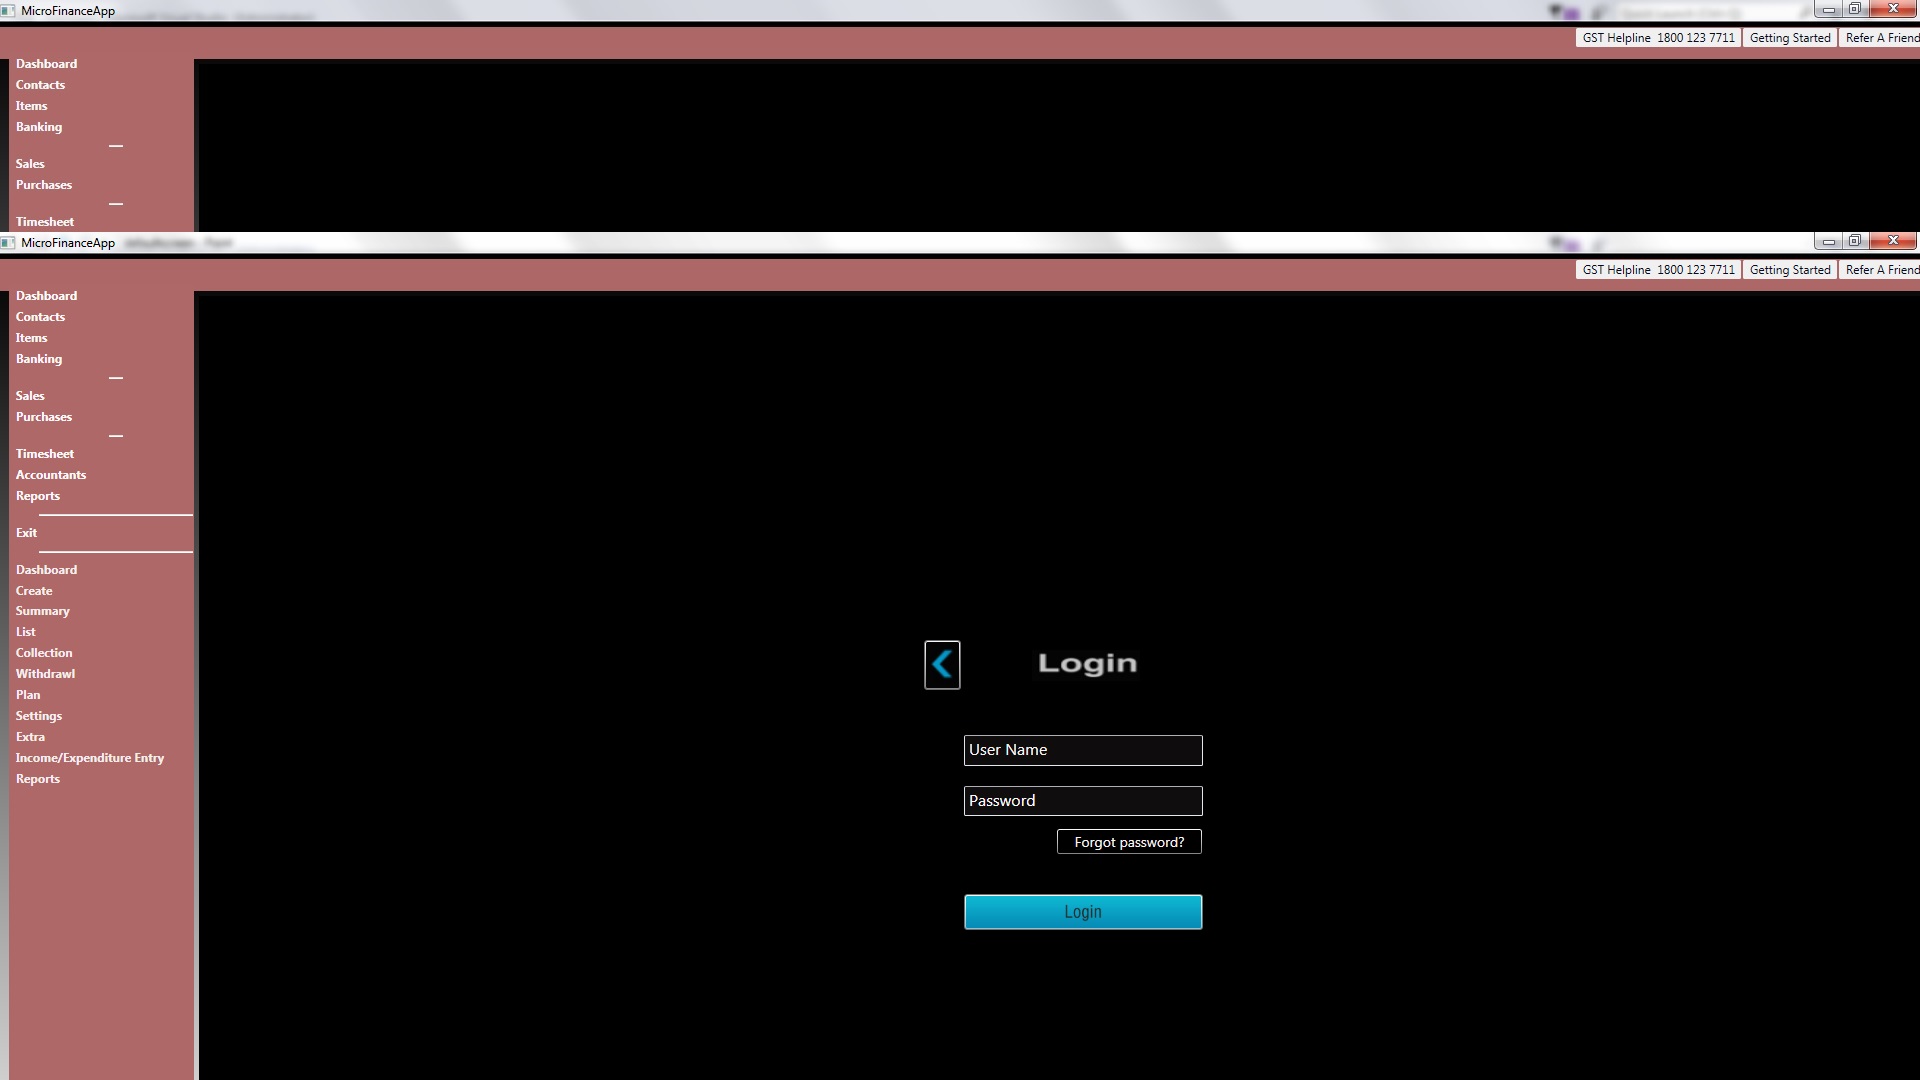 MicroFinanceApp
GST Helpline 1800 123 7711 Getting Started Refer A Friend
Dashboard
Contacts
Items
Banking
Sales
Purchases
Timesheet
MicroFinanceApp
GST Helpline 1800 123 7711 Getting Started Refer A Friend
Dashboard
Contacts
Items
Banking
Sales
Purchases
Timesheet
Accountants
Reports
Exit
Dashboard
Create
Summary
List
Collection
Withdrawl
Plan
Settings
Extra
Income/Expenditure Entry
Reports
Login
User Name
Password
Forgot password?
Login